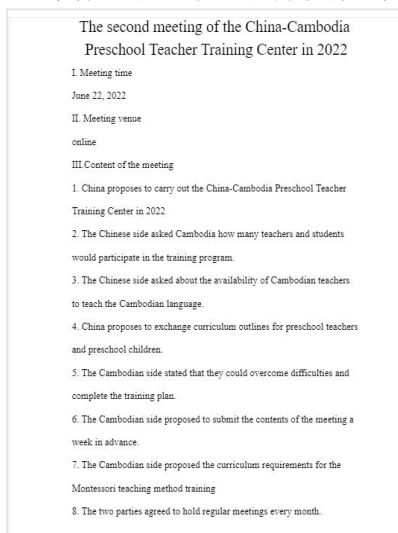 The second meeting of the China-Cambodia
Preschool Teacher Training Center in 2022
I. Meeting time
June 22, 2022
II. Meeting venue
online
III.Content of the meeting
1. China proposes to carry out the China-Cambodia Preschool Teacher
Training Center in 2022
2. The Chinese side asked Cambodia how many teachers and students
would participate in the training program.
3. The Chinese side asked about the availability of Cambodian teachers
to teach the Cambodian language.
4. China proposes to exchange curriculum outlines for preschool teachers
and preschool children.
5. The Cambodian side stated that they could overcome difficulties and
complete the training plan.
6. The Cambodian side proposed to submit the contents of the meeting a
week in advance.
7. The Cambodian side proposed the curriculum requirements for the
Montessori teaching method training
8. The two parties agreed to hold regular meetings every month.